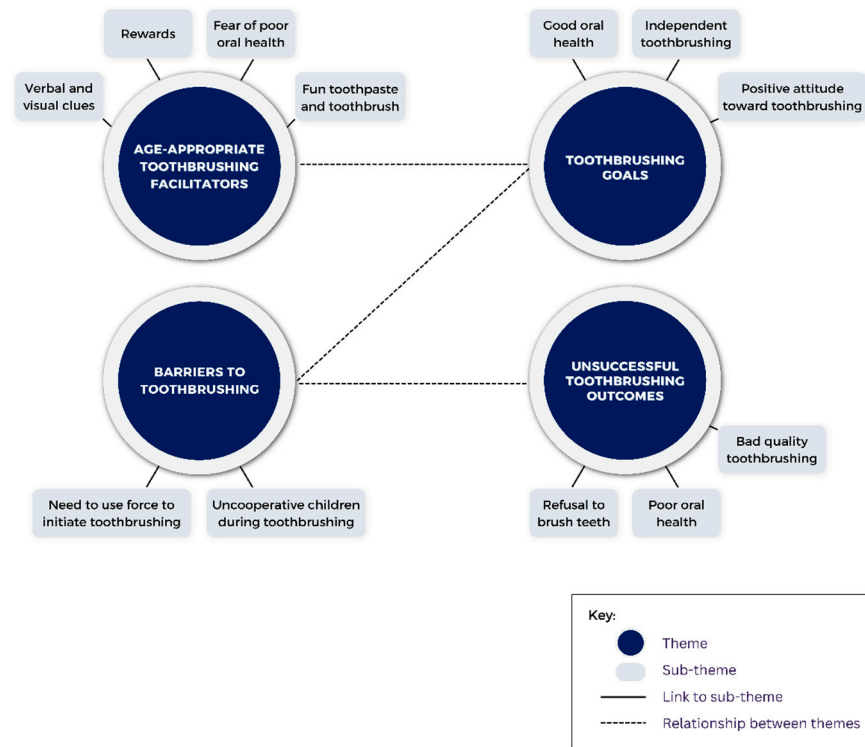 Rewards
Fear of poor
oral health
Verbal and
visual clues
Fun toothpaste
and toothbrush
AGE-APPROPRIATE
TOOTHBRUSHING
FACILITATORS
Good oral
health
Independent
toothbrushing
Positive attitude
toward toothbrushing
TOOTHBRUSHING
GOALS
BARRIERS TO
TOOTHBRUSHING
Need to use force to
initiate toothbrushing
Uncooperative children
during toothbrushing
UNSUCCESSFUL
TOOTHBRUSHING
OUTCOMES
Bad quality
toothbrushing
Refusal to
brush teeth
Poor oral
health
Key:
Theme
Sub-theme
Link to sub-theme
Relationship between themes